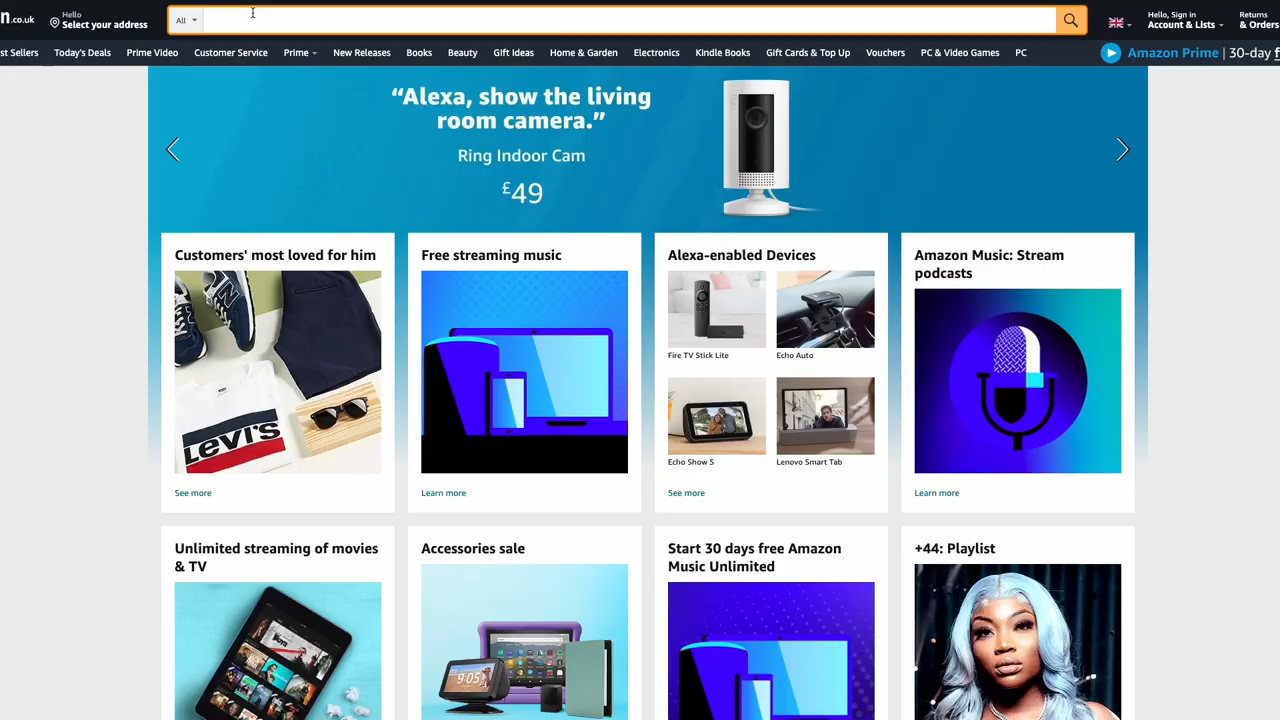 n.co.uk
Hello
Select your address
All
Hello, Sign in
Account & Lists
Returns
& Orders
st Sellers
Today's Deals
Prime Video
Customer Service
Prime
New Releases
Books
Beauty
Gift Ideas
Home & Garden
Electronics
Kindle Books
Gift Cards & Top Up
Vouchers
PC & Video Games
PC
Amazon Prime | 30-day f
“Alexa, show the living
room camera.”
Ring Indoor Cam
£49
Customers' most loved for him
LEVI'S
See more
Free streaming music
Learn more
Alexa-enabled Devices
Fire TV Stick Lite
Echo Auto
Echo Show 5
Lenovo Smart Tab
See more
Amazon Music: Stream
podcasts
Learn more
Unlimited streaming of movies
& TV
Accessories sale
9:05
Start 30 days free Amazon
Music Unlimited
+44: Playlist